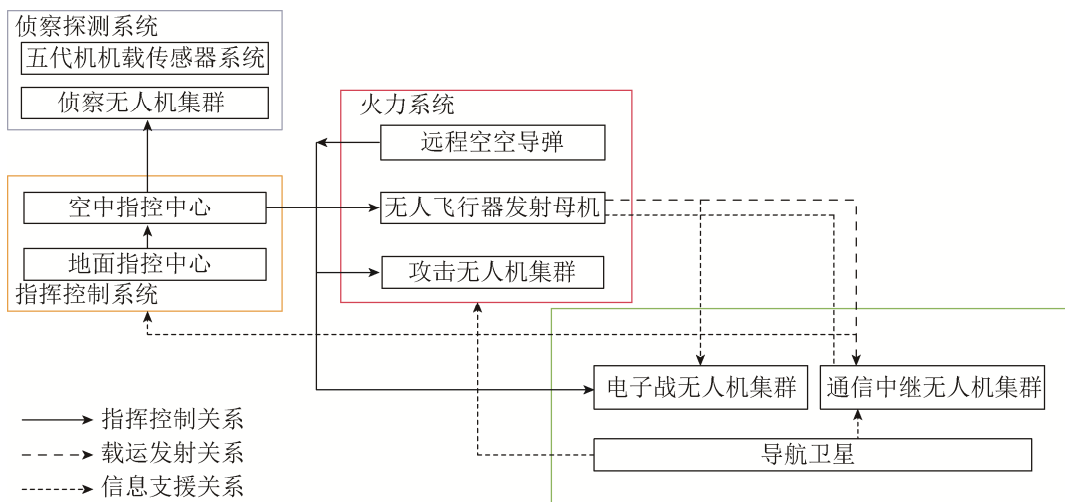 侦察探测系统
五代机机载传感器系统
侦察无人机集群
火力系统
远程空空导弹
空中指控中心
无人飞行器发射母机
地面指控中心
攻击无人机集群
指挥控制系统
电子战无人机集群
通信中继无人机集群
导航卫星
指挥控制关系
载运发射关系
信息支援关系